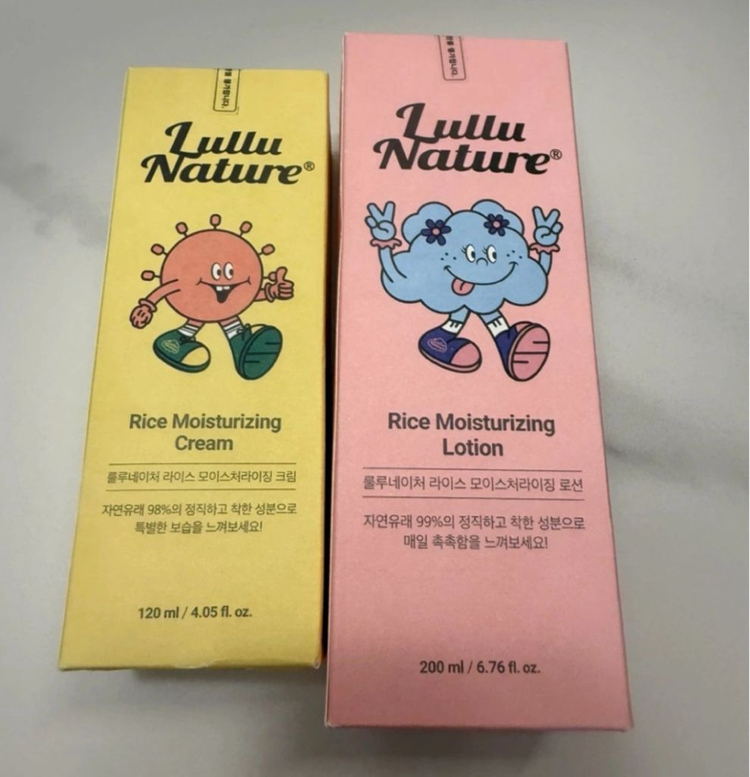 Lullu
Nature®
Rice Moisturizing
Cream
룰루네이처 라이스 모이스처라이징 크림
자연유래 98%의 정직하고 착한 성분으로
특별한 보습을 느껴보세요!
120 ml / 4.05 fl. oz.
Lullu
Nature®
Rice Moisturizing
Lotion
룰루네이처 라이스 모이스처라이징 로션
자연유래 99%의 정직하고 착한 성분으로
매일 촉촉함을 느껴보세요!
200 ml / 6.76 fl. oz.